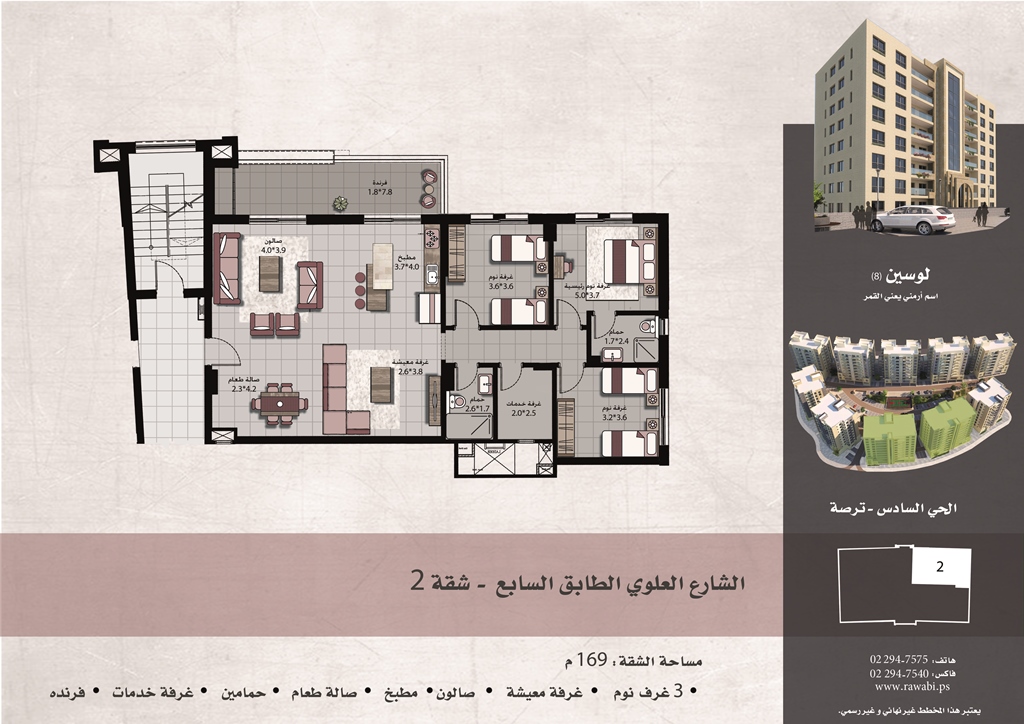 فرندة
1.8*7.8
صالون
4.0*3.9
مطبخ
3.7*4.0
غرفة نوم
3.6*3.6
غرفة نوم رئيسية
5.0*3.7
حمام
1.7*2.4
غرفة معيشة
2.6*3.8
صالة طعام
2.3*4.2
حمام
2.6*1.7
غرفة خدمات
2.0*2.5
غرفة نوم
3.2*3.6
لوسين (8)
اسم أرمني يعني القمر
الحي السادس - ترصة
2
الشارع العلوي الطابق السابع - شقة 2
مساحة الشقة: 169 م
• 3 غرف نوم • غرفة معيشة • صالون • مطبخ • صالة طعام • حمامين • غرفة خدمات • فرنده
هاتف: 02 294-7575
فاكس: 02 294-7540
www.rawabi.ps
يعتبر هذا المخطط غير نهائي و غير رسمي.